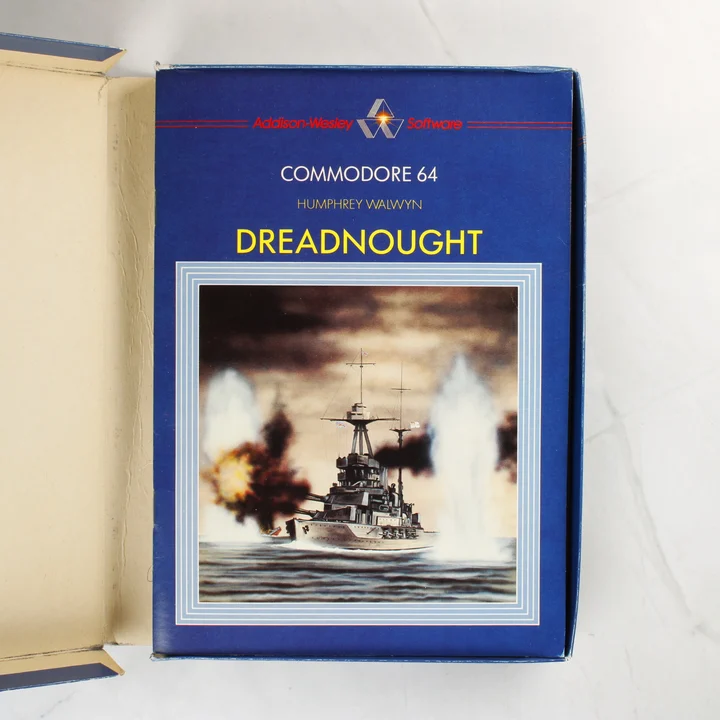 Addison-Wesley Software
COMMODORE 64
HUMPHREY WALWYN
DREADNOUGHT